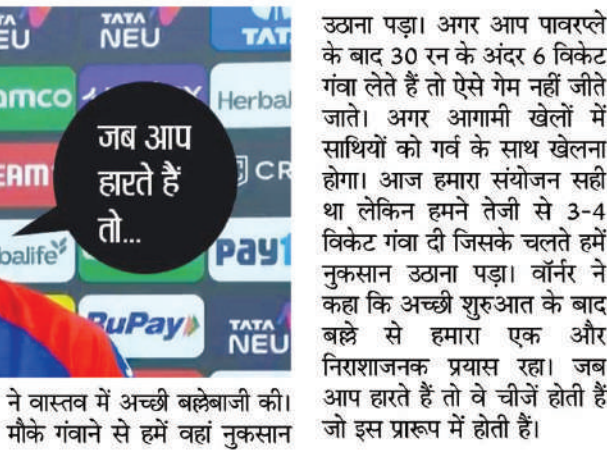 TATA
NEU
TATA
NEU
TAT
amco
Herbal
EAM
CR
balife
Pay
RuPay
TATA
NEU
जब आप
हारते हैं
तो...
ने वास्तव में अच्छी बल्लेबाजी की।
मौके गंवाने से हमें वहां नुकसान
उठाना पड़ा। अगर आप पावरप्ले
के बाद 30 रन के अंदर 6 विकेट
गंवा लेते हैं तो ऐसे गेम नहीं जीते
जाते। अगर आगामी खेलों में
साथियों को गर्व के साथ खेलना
होगा। आज हमारा संयोजन सही
था लेकिन हमने तेजी से 3-4
विकेट गंवा दी जिसके चलते हमें
नुकसान उठाना पड़ा। वॉर्नर ने
कहा कि अच्छी शुरुआत के बाद
बल्ले से हमारा एक और
निराशाजनक प्रयास रहा। जब
आप हारते हैं तो वे चीजें होती हैं
जो इस प्रारूप में होती हैं।